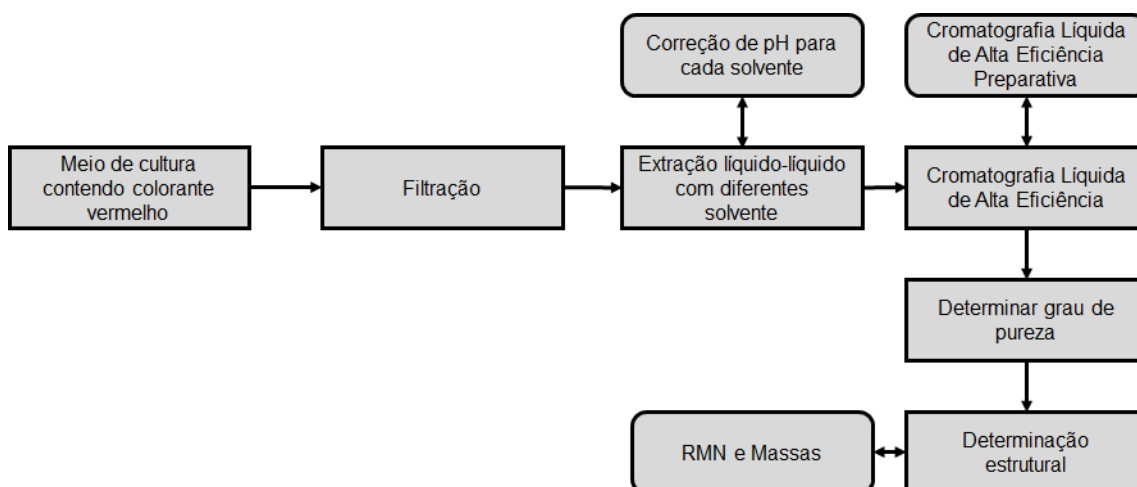 Correção de pH para
cada solvente
Cromatografia Líquida
de Alta Eficiência
Preparativa
Meio de cultura
contendo colorante
vermelho
Filtração
Extração líquido-líquido
com diferentes
solvente
Cromatografia Líquida
de Alta Eficiência
Determinar grau de
pureza
RMN e Massas
Determinação
estrutural